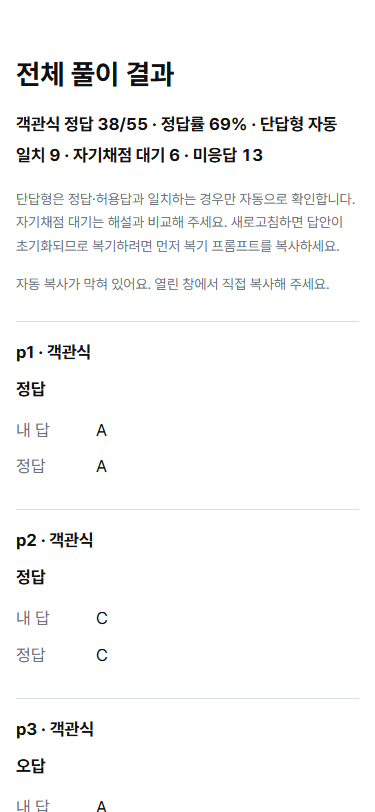 전체 풀이 결과
객관식 정답 38/55 · 정답률 69% · 단답형 자동
일치 9 · 자기채점 대기 6 · 미응답 13
단답형은 정답·허용답과 일치하는 경우만 자동으로 확인합니다.
자기채점 대기는 해설과 비교해 주세요. 새로고침하면 답안이
초기화되므로 복기하려면 먼저 복기 프롬프트를 복사하세요.
자동 복사가 막혀 있어요. 열린 창에서 직접 복사해 주세요.
p1 · 객관식
정답
내 답 A
정답 A
p2 · 객관식
정답
내 답 C
정답 C
p3 · 객관식
오답
내 답 A